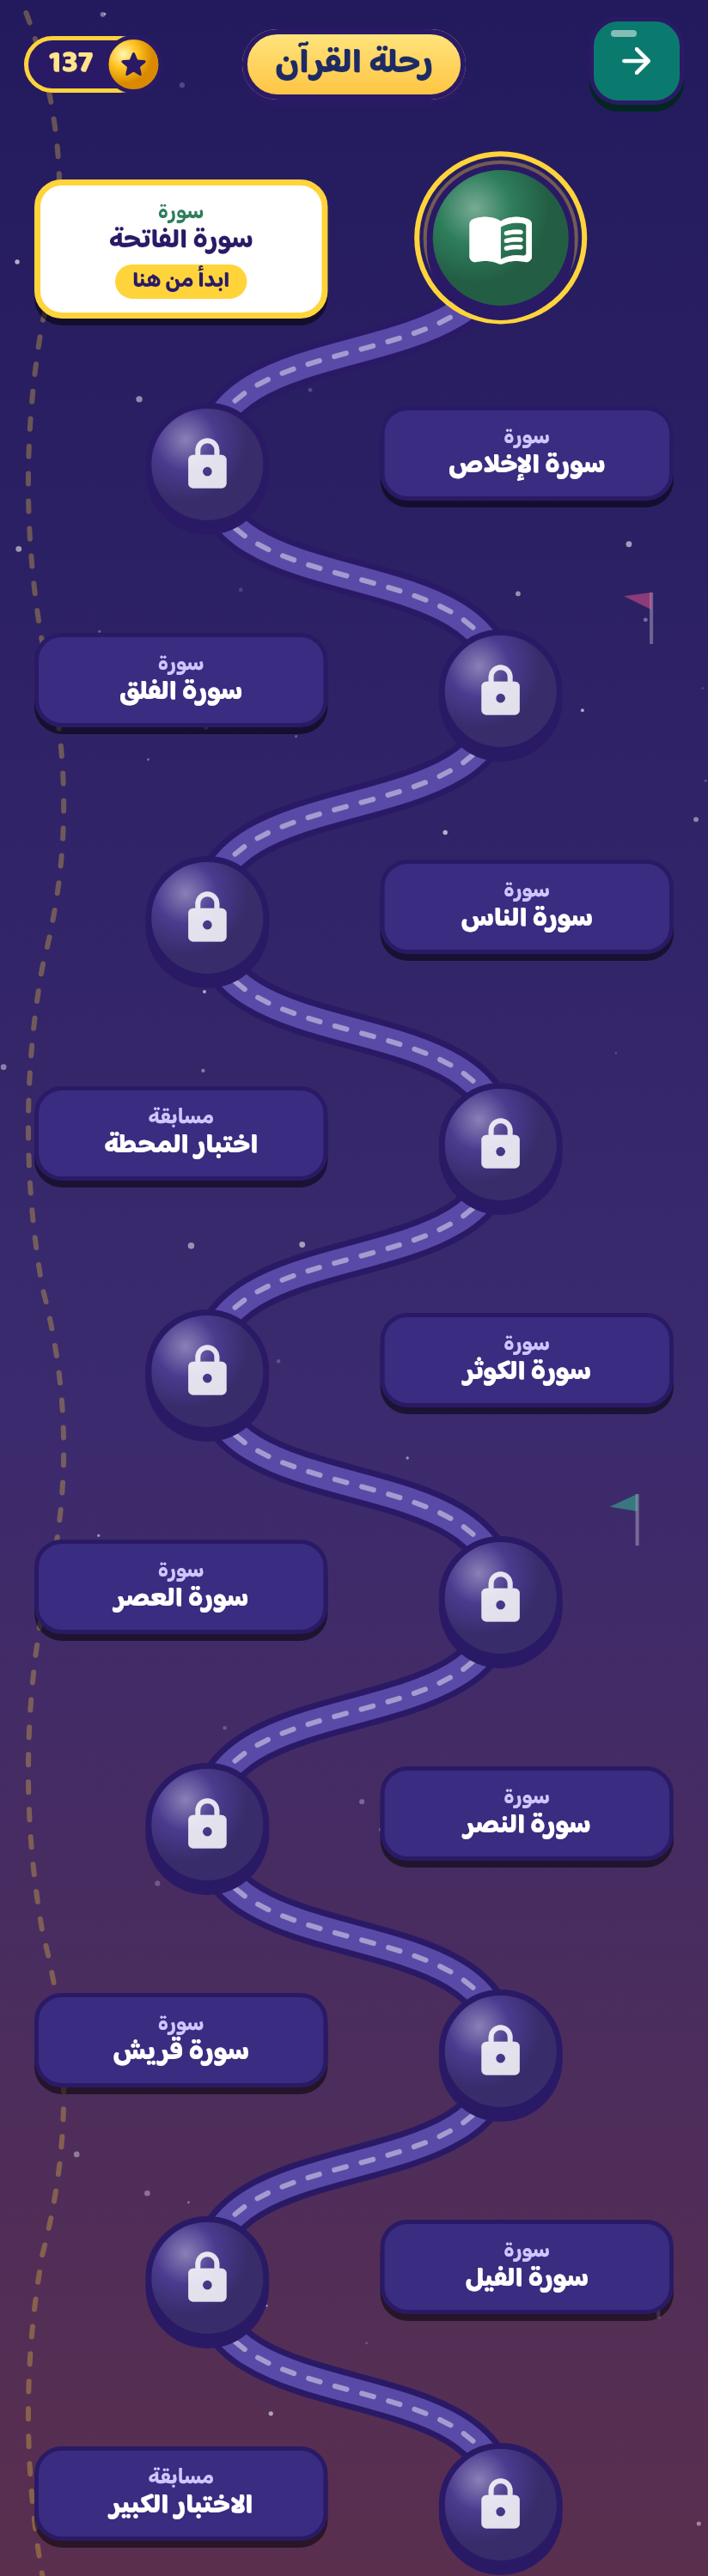 رحلة القرآن
137
سورة
سورة الفاتحة
ابدأ من هنا
سورة
سورة الإخلاص
سورة
سورة الفلق
سورة
سورة الناس
مسابقة
اختبار المحطة
سورة
سورة الكوثر
سورة
سورة العصر
سورة
سورة النصر
سورة
سورة قريش
سورة
سورة الفيل
مسابقة
الاختبار الكبير